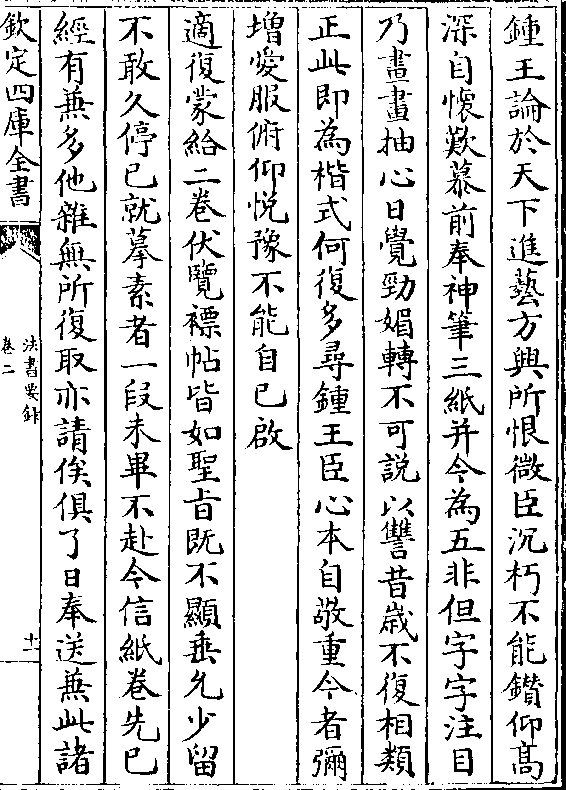 鍾王論於天下進藝方興所恨微臣沉朽不能鑽仰髙
深自懷歎慕前奉神筆三紙并今為五非但字字注目
乃畫畫抽心日覺勁媚轉不可說以讐昔歲不復相類
正此即為楷式何復多尋鍾王臣心本自敬重今者彌
増愛服俯仰悅豫不能自已啟
適復蒙給二卷伏覽褾帖皆如聖㫖既不顯垂允少留
不敢久停已就摹素者一段未畢不赴今信紙卷先已
經有兼多他雜無所復取亦請俟俱了日奉送兼此諸
欽定四庫全書
法書要錄
卷二
十一